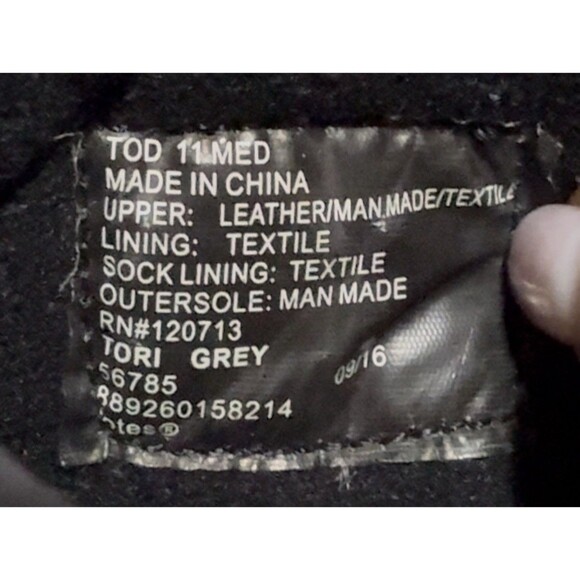 TOD 11 MED
MADE IN CHINA
UPPER: LEATHER/MAN MADE/TEXTILE
LINING: TEXTILE
SOCK LINING: TEXTILE
OUTERSOLE: MAN MADE
RN#120713
TORI GREY
56785 09/16
889260158214